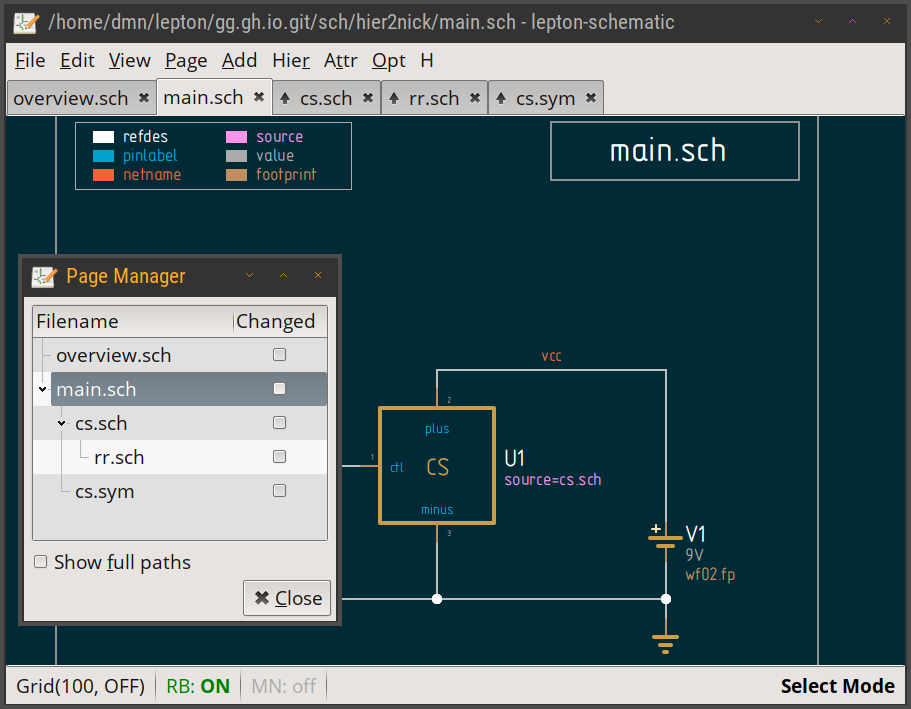 /home/dmn/lepton/gg.gh.io.git/sch/hier2nick/main.sch - lepton-schematic
File Edit View Page Add Hier Attr Opt H
overview.sch main.sch cs.sch rr.sch cs.sym
refdes source
pinlabel value
netname footprint
main.sch
Page Manager
Filename Changed
overview.sch
main.sch
cs.sch
rr.sch
cs.sym
Show full paths
Close
vcc
2
plus
1
ctl
CS
minus
3
U1
source=cs.sch
+
V1
9V
wf02.fp
Grid(100, OFF) RB: ON MN: off Select Mode